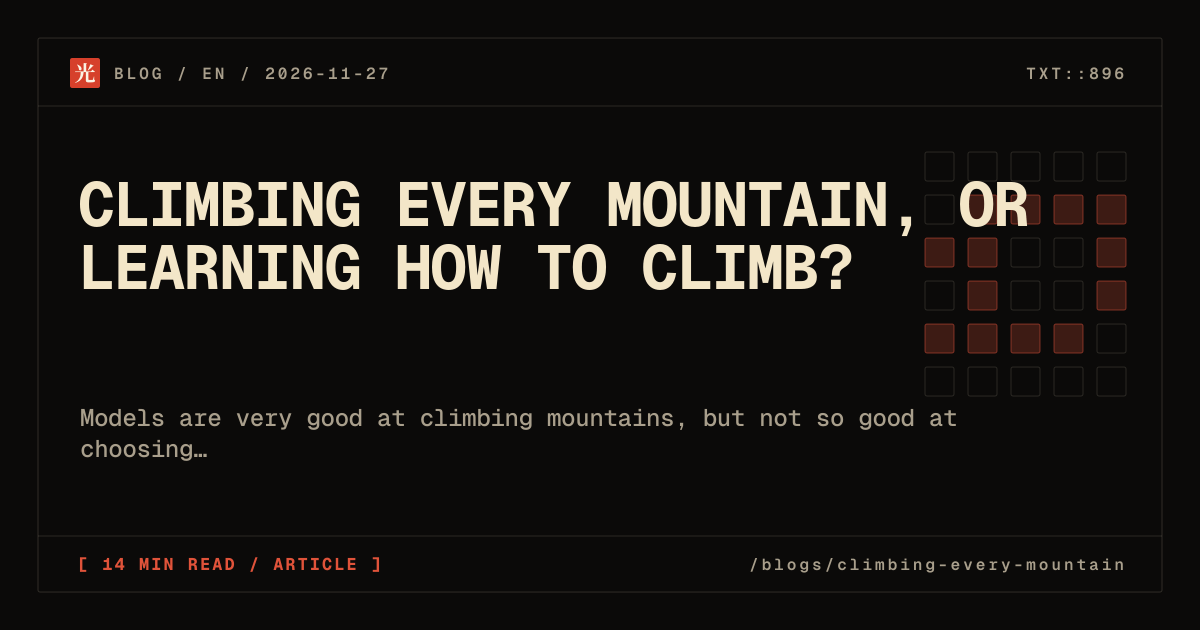 光 BLOG / EN / 2026-11-27
TXT::896
CLIMBING EVERY MOUNTAIN, OR
LEARNING HOW TO CLIMB?
Models are very good at climbing mountains, but not so good at
choosing…
[ 14 MIN READ / ARTICLE ]
/blogs/climbing-every-mountain